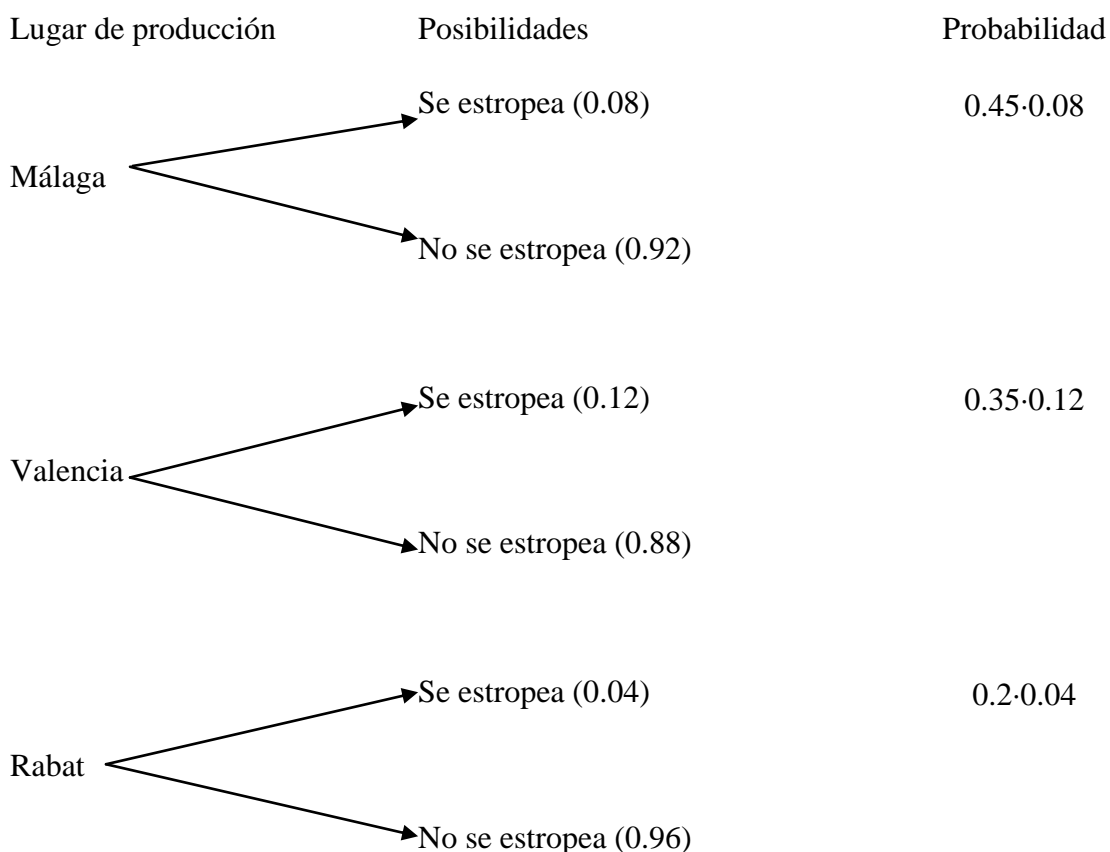 Lugar de producción Posibilidades Probabilidad
Se estropea (0.08) 0.45·0.08
Málaga
No se estropea (0.92)
Se estropea (0.12) 0.35·0.12
Valencia
No se estropea (0.88)
Se estropea (0.04) 0.2·0.04
Rabat
No se estropea (0.96)